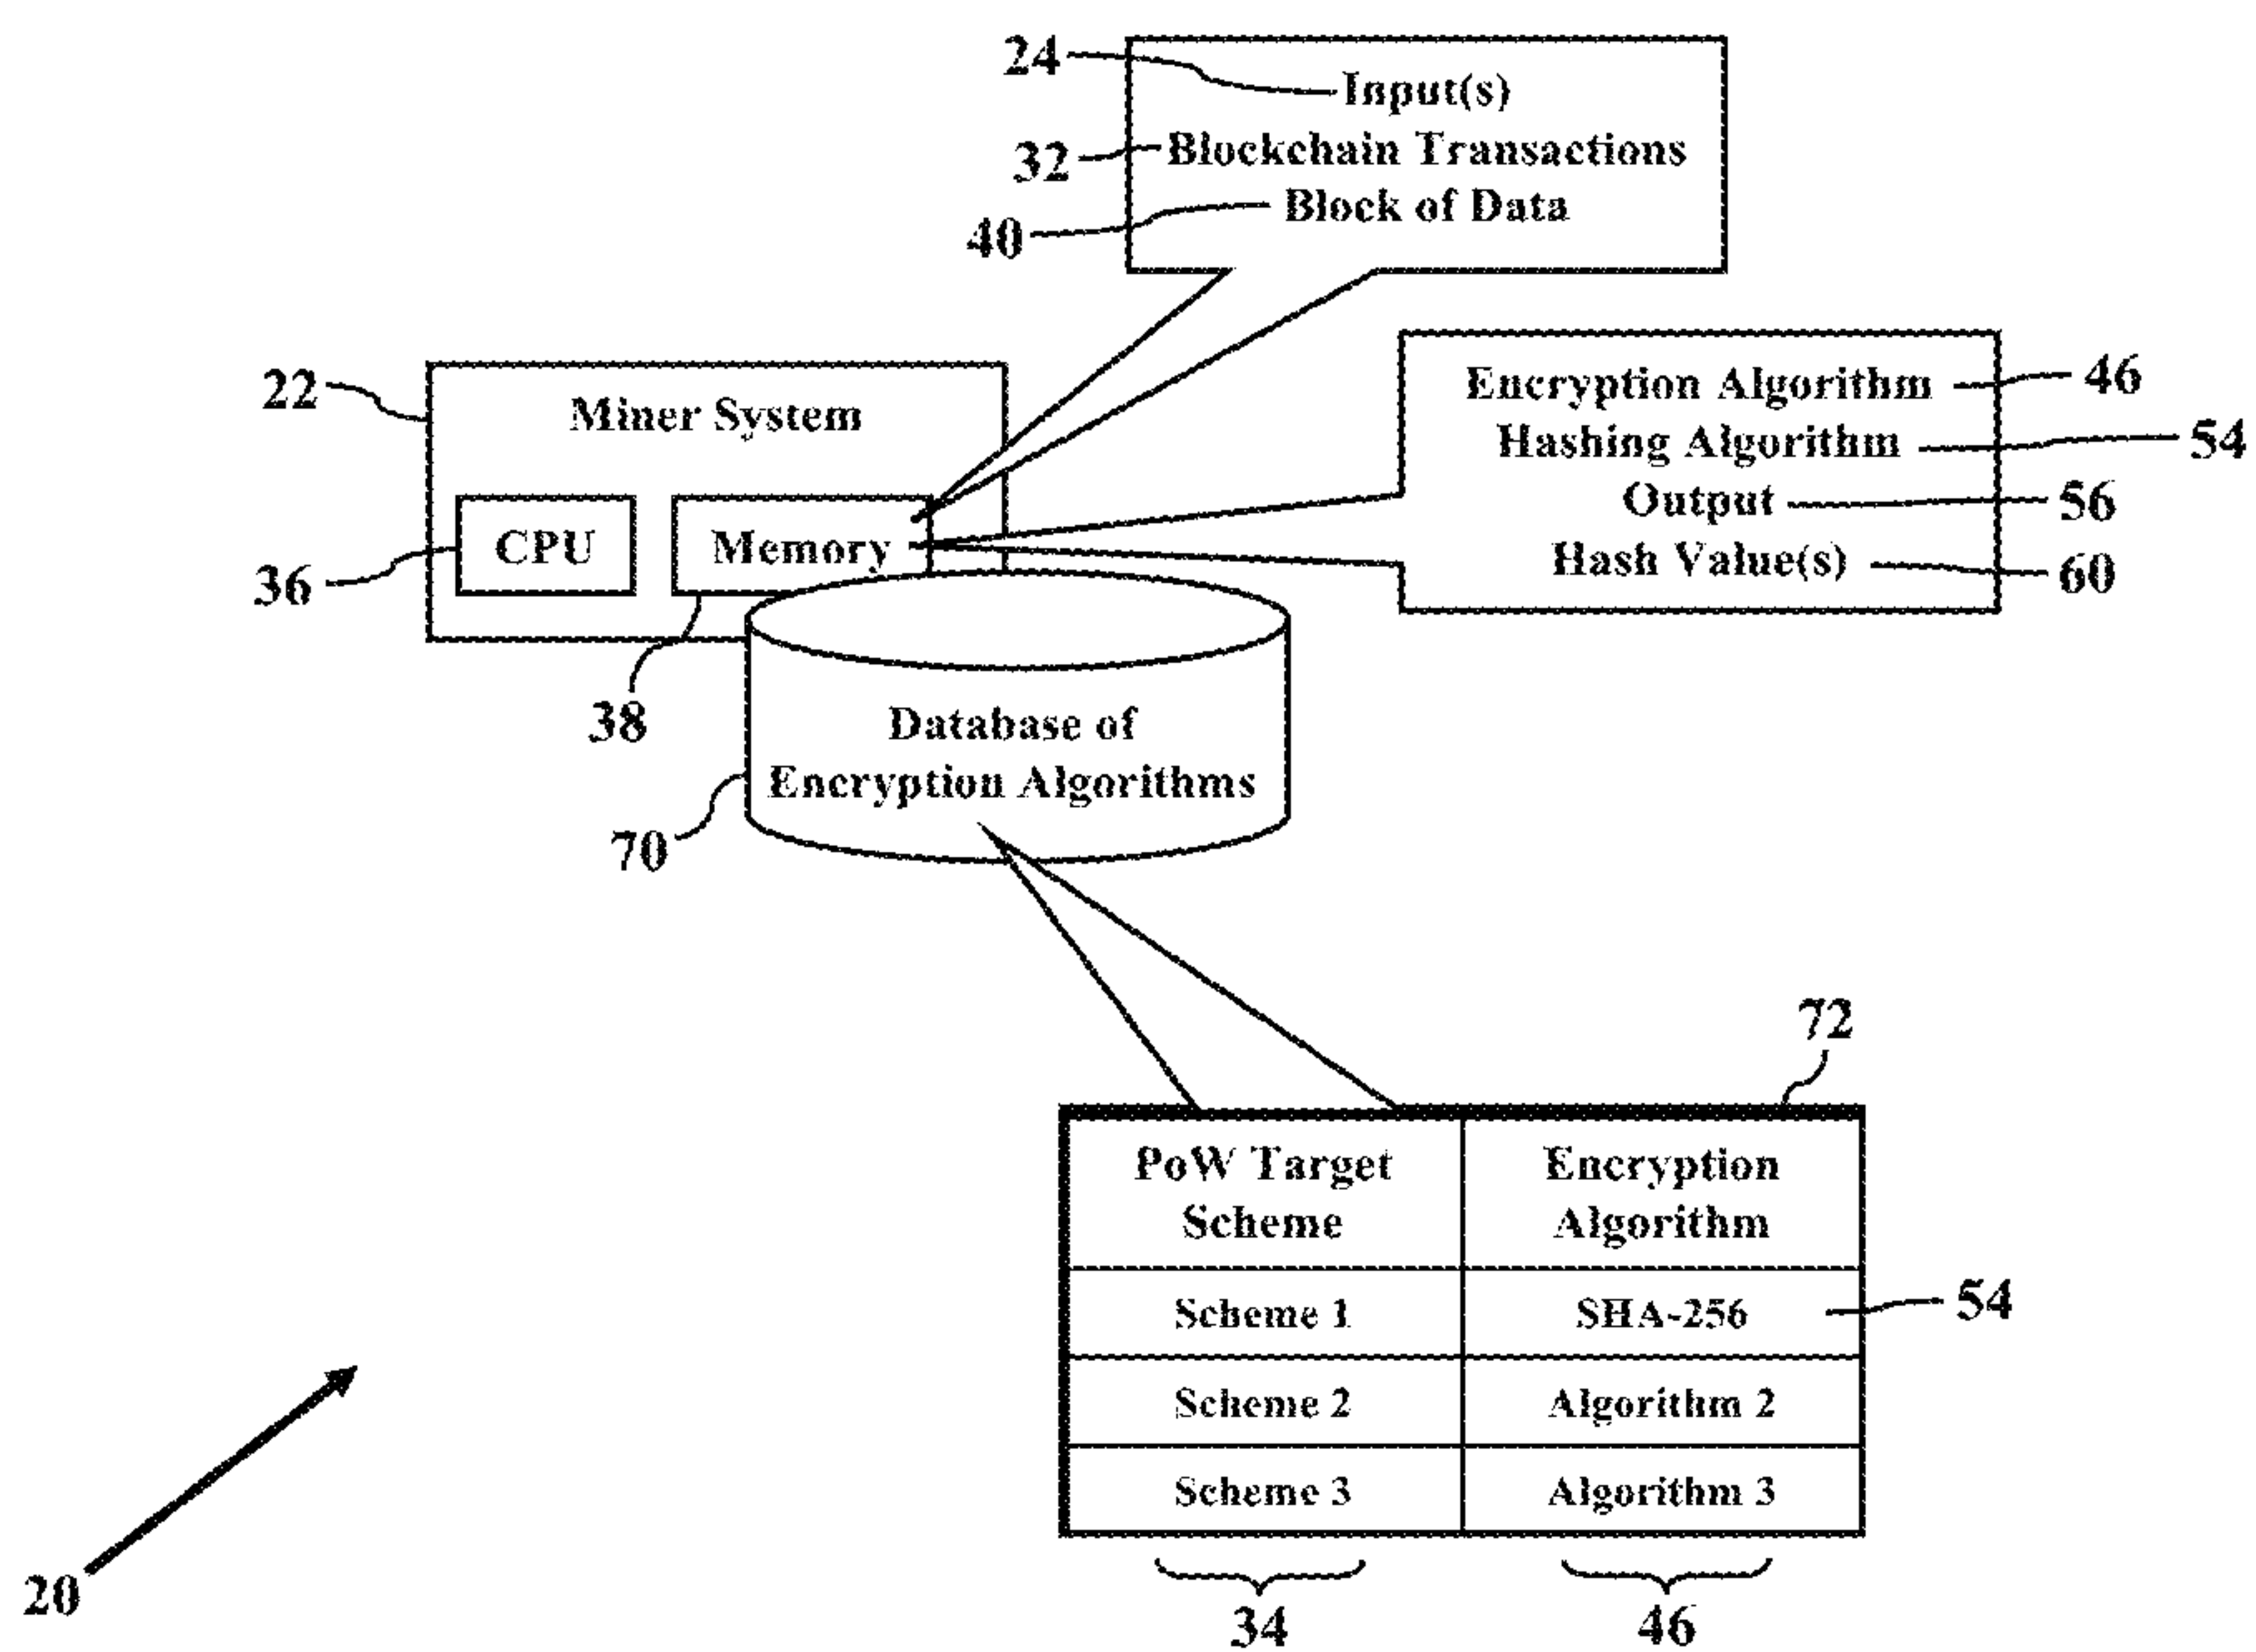 24
Input(s)
32
Blockchain Transactions
40
Block of Data
22
Miner System
36
CPU
Memory
38
Encryption Algorithm
46
Hashing Algorithm
54
Output
56
Hash Value(s)
60
Database of
Encryption Algorithms
70
72
PoW Target
Scheme
Encryption
Algorithm
Scheme 1
SHA-256
54
Scheme 2
Algorithm 2
Scheme 3
Algorithm 3
34
46
20